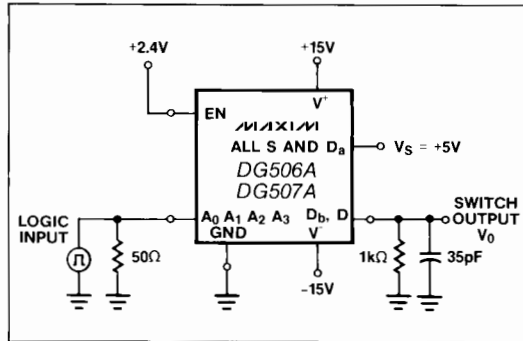 +2.4V
+15V
EN
V+
MAXIM
ALL S AND Da
VS = +5V
DG506A
DG507A
LOGIC
INPUT
A0 A1 A2 A3
Db, D
SWITCH
OUTPUT
V0
GND
V-
50Ω
1kΩ
35pF
-15V